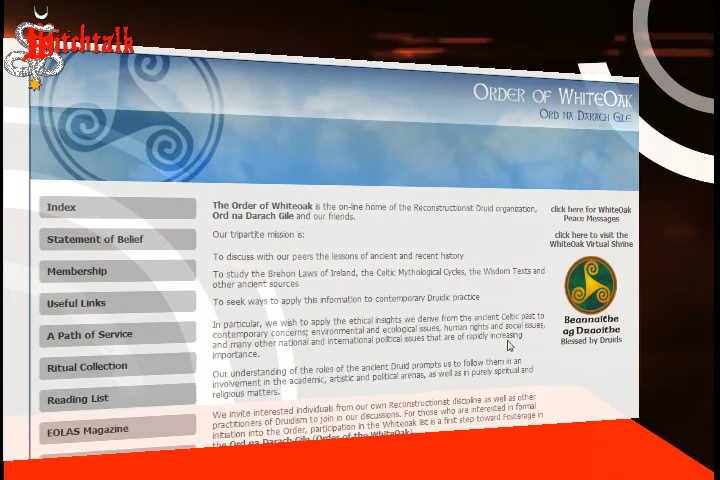 Witchtalk
ORDER OF WHITEOAK
ORD NA DARACH GLE
Index
Statement of Belief
Membership
Useful Links
A Path of Service
Ritual Collection
Reading List
EOLAS Magazine
The Order of Whiteoak is the on-line home of the Reconstructionist Druid organization,
Ord na Darach Gile and our friends.
Our tripartite mission is:
To discuss with our peers the lessons of ancient and recent history
To study the Brehon Laws of Ireland, the Celtic Mythological Cycles, the Wisdom Texts and
other ancient sources
To seek ways to apply this information to contemporary Druidic practice
In particular, we wish to apply the ethical insights we derive from the ancient Celtic past to
contemporary concerns; environmental and ecological issues, human rights and social issues,
and many other national and international political issues that are of rapidly increasing
importance.
Our understanding of the roles of the ancient Druid prompts us to follow them in an
involvement in the academic, artistic and political arenas, as well as in purely spiritual and
religious matters.
We invite interested individuals from our own Reconstructionist discipline as well as other
practitioners of Druidism to join in our discussions. For those who are interested in formal
initiation into the Order, participation in the Whiteoak list is a first step toward Fosterage in
the Ord na Darach Gile (Order of the WhiteOak).
click here for WhiteOak
Peace Messages
click here to visit the
WhiteOak Virtual Shrine
Beannaithe
ag Draoithe
Blessed by Druids